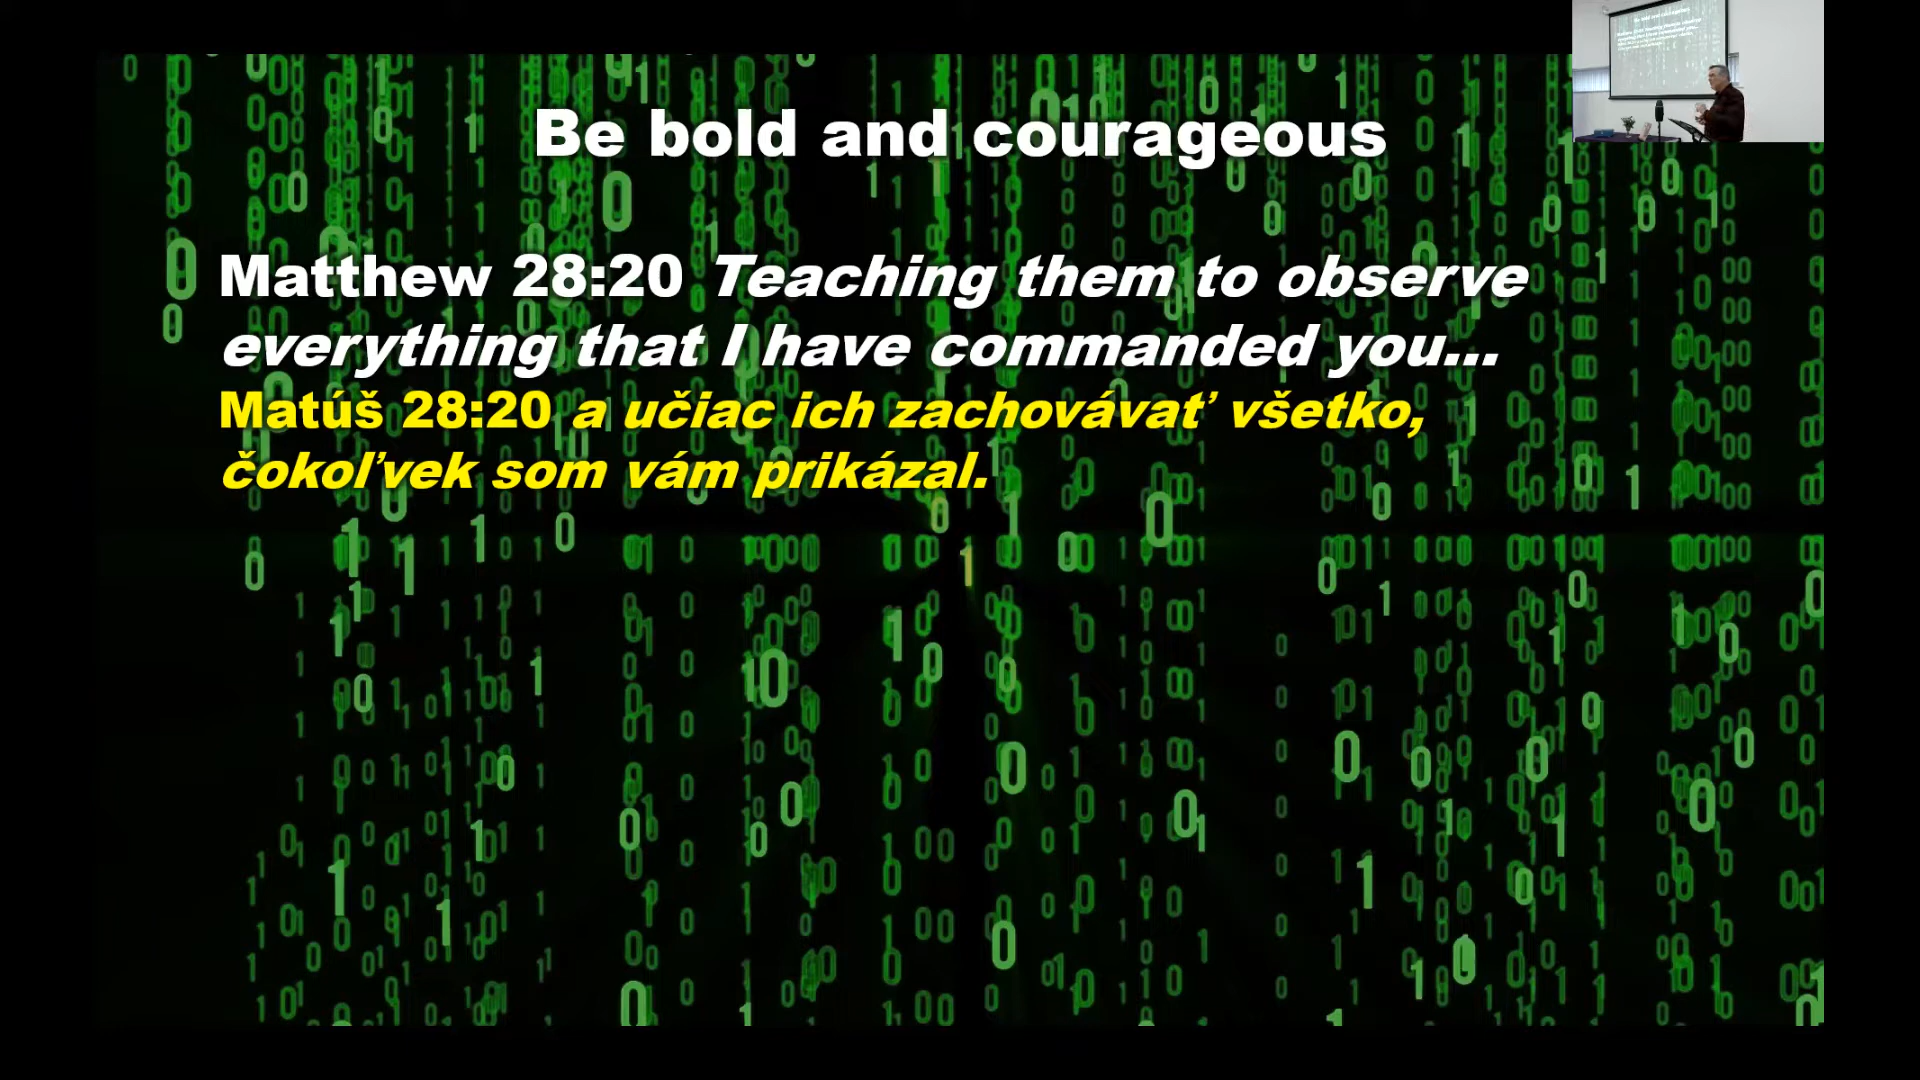 Be bold and courageous
Matthew 28:20 Teaching them to observe
everything that I have commanded you...
Matúš 28:20 a učiac ich zachovávať všetko,
čokoľvek som vám prikázal.